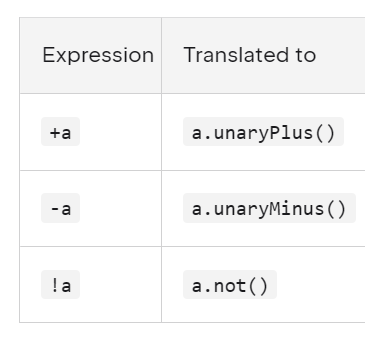 Expression Translated to
+a a.unaryPlus()
-a a.unaryMinus()
!a a.not()